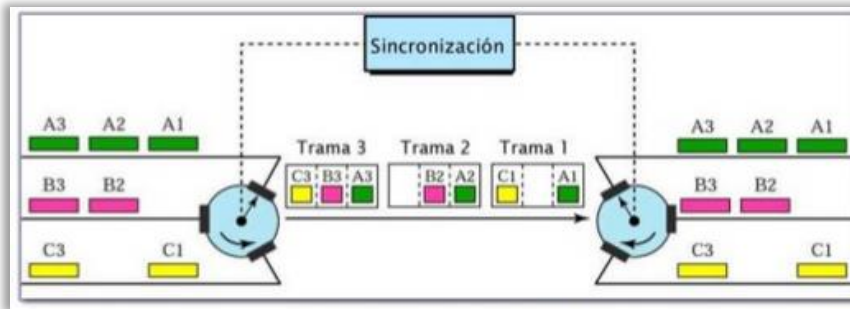 Sincronización
A3 A2 A1
A3 A2 A1
Trama 3 Trama 2 Trama 1
C3 B3 A3 B2 A2 C1 A1
B3 B2
B3 B2
C3 C1
C3 C1